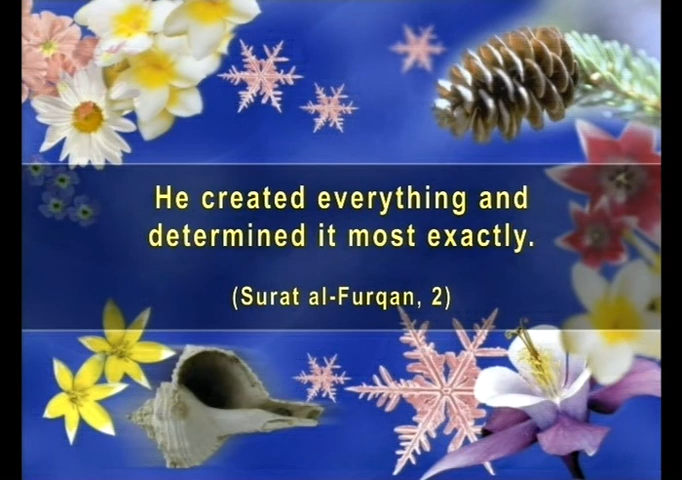 He created everything and
determined it most exactly.
(Surat al-Furqan, 2)